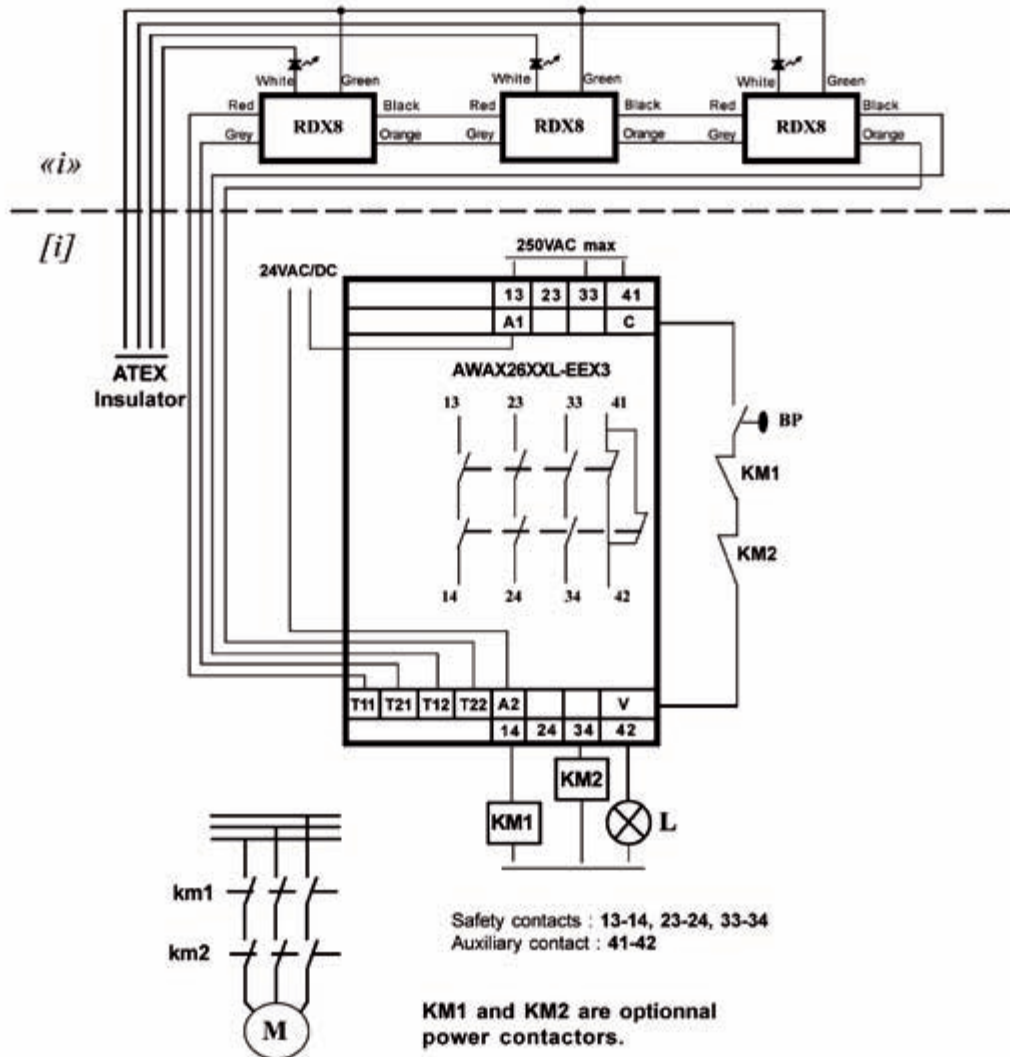 White Green White Green White Green
Red Black Red Black Red Black
RDX8 RDX8 RDX8
Grey Orange Grey Orange Grey Orange
«i»
[i]
250VAC max
24VAC/DC
13 23 33 41
A1 C
ATEX
Insulator
AWAX26XXL-EEX3
13 23 33 41
BP
KM1
KM2
14 24 34 42
T11 T21 T12 T22 A2 V
14 24 34 42
KM2
KM1 L
km1
km2
M
Safety contacts : 13-14, 23-24, 33-34
Auxiliary contact : 41-42
KM1 and KM2 are optionnal
power contactors.